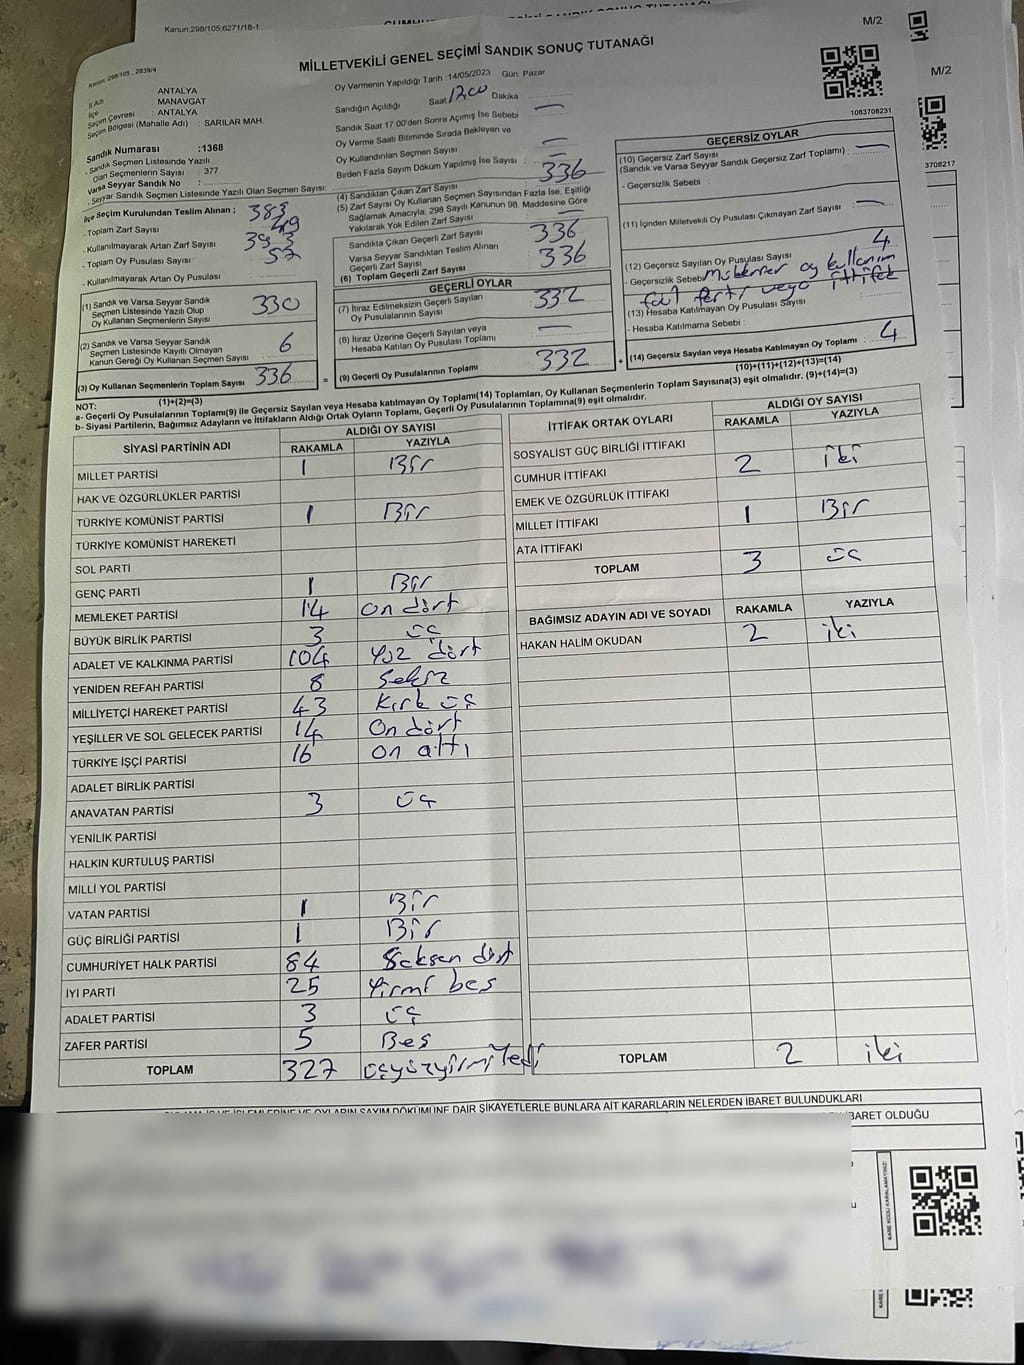 Kanun:298/105:6271/16-1
M/2
Kanun: 298/105 : 2839/4
MİLLETVEKİLİ GENEL SEÇİMİ SANDIK SONUÇ TUTANAĞI
M/2
İl Adı : ANTALYA
İlçe : MANAVGAT
Seçim Çevresi : ANTALYA
Seçim Bölgesi (Mahalle Adı) : SARILAR MAH.
Sandık Numarası : 1368
- Sandık Seçmen Listesinde Yazılı
Olan Seçmenlerin Sayısı : 377
Varsa Seyyar Sandık No :
- Seyyar Sandık Seçmen Listesinde Yazılı Olan Seçmen Sayısı:
İlçe Seçim Kurulundan Teslim Alınan ;
- Toplam Zarf Sayısı : 383
- Kullanılmayarak Artan Zarf Sayısı
- Toplam Oy Pusulası Sayısı :
- Kullanılmayarak Artan Oy Pusulası : 57
(1) Sandık ve Varsa Seyyar Sandık
Seçmen Listesinde Yazılı Olup
Oy Kullanan Seçmenlerin Sayısı 330
(2) Sandık ve Varsa Seyyar Sandık
Seçmen Listesinde Kayıtlı Olmayan
Kanun Gereği Oy Kullanan Seçmen Sayısı 6
(3) Oy Kullanan Seçmenlerin Toplam Sayısı 336
(1)+(2)=(3)
Oy Vermenin Yapıldığı Tarih : 14/05/2023 Gün: Pazar
Sandığın Açıldığı Saat Dakika
Sandık Saat 17.00'den Sonra Açımış İse Sebebi —
Oy Verme Saati Bitiminde Sırada Bekleyen ve
Oy Kullandırılan Seçmen Sayısı —
Birden Fazla Sayım Döküm Yapılmış İse Sayısı : —
(4) Sandıktan Çıkan Zarf Sayısı 336
(5) Zarf Sayısı Oy Kullanan Seçmen Sayısından Fazla İse, Eşitliği
Sağlamak Amacıyla, 298 Sayılı Kanunun 98. Maddesine Göre
Yakılarak Yok Edilen Zarf Sayısı —
Sandıkta Çıkan Geçerli Zarf Sayısı 336
Varsa Seyyar Sandıktan Teslim Alınan
Geçerli Zarf Sayısı
(6) Toplam Geçerli Zarf Sayısı 336
GEÇERLİ OYLAR
(7) İtiraz Edilmeksizin Geçerli Sayılan
Oy Pusulalarının Sayısı 332
(8) İtiraz Üzerine Geçerli Sayılan veya
Hesaba Katılan Oy Pusulası Toplamı —
= (9) Geçerli Oy Pusulalarının Toplamı 332 +
1083708231
GEÇERSİZ OYLAR
(10) Geçersiz Zarf Sayısı
(Sandık ve Varsa Seyyar Sandık Geçersiz Zarf Toplamı) : —
- Geçersizlik Sebebi :
(11) İçinden Milletvekili Oy Pusulası Çıkmayan Zarf Sayısı —
(12) Geçersiz Sayılan Oy Pusulası Sayısı 4
- Geçersizlik Sebebi oy kullanım
veya ittifak
(13) Hesaba Katılmayan Oy Pusulası Sayısı
- Hesaba Katılmama Sebebi :
(14) Geçersiz Sayılan veya Hesaba Katılmayan Oy Toplamı : 4
(10)+(11)+(12)+(13)=(14)
NOT:
a- Geçerli Oy Pusulalarının Toplamı(9) ile Geçersiz Sayılan veya Hesaba katılmayan Oy Toplamı(14) Toplamları, Oy Kullanan Seçmenlerin Toplam Sayısına(3) eşit olmalıdır. (9)+(14)=(3)
b- Siyasi Partilerin, Bağımsız Adayların ve İttifakların Aldığı Ortak Oyların Toplamı, Geçerli Oy Pusulalarının Toplamına(9) eşit olmalıdır.
SİYASİ PARTİNİN ADI ALDIĞI OY SAYISI
RAKAMLA YAZIYLA
MİLLET PARTİSİ 1 Bir
HAK VE ÖZGÜRLÜKLER PARTİSİ
TÜRKİYE KOMÜNİST PARTİSİ 1 Bir
TÜRKİYE KOMÜNİST HAREKETİ
SOL PARTİ
GENÇ PARTİ 1 Bir
MEMLEKET PARTİSİ 14 on dört
BÜYÜK BİRLİK PARTİSİ 3 üç
ADALET VE KALKINMA PARTİSİ 104 Yüz dört
YENİDEN REFAH PARTİSİ 8 Sekiz
MİLLİYETÇİ HAREKET PARTİSİ 43 Kırk üç
YEŞİLLER VE SOL GELECEK PARTİSİ 14 On dört
TÜRKİYE İŞÇİ PARTİSİ 16 on altı
ADALET BİRLİK PARTİSİ
ANAVATAN PARTİSİ 3 üç
YENİLİK PARTİSİ
HALKIN KURTULUŞ PARTİSİ
MİLLİ YOL PARTİSİ
VATAN PARTİSİ 1 Bir
GÜÇ BİRLİĞİ PARTİSİ 1 Bir
CUMHURİYET HALK PARTİSİ 84 Seksen dört
İYİ PARTİ 25 Yirmi bes
ADALET PARTİSİ 3 üç
ZAFER PARTİSİ 5 Bes
TOPLAM 327 üçyüzyirmiYedi
İTTİFAK ORTAK OYLARI ALDIĞI OY SAYISI
RAKAMLA YAZIYLA
SOSYALİST GÜÇ BİRLİĞİ İTTİFAKI
CUMHUR İTTİFAKI 2 iki
EMEK VE ÖZGÜRLÜK İTTİFAKI
MİLLET İTTİFAKI 1 Bir
ATA İTTİFAKI
TOPLAM 3 üç
BAĞIMSIZ ADAYIN ADI VE SOYADI RAKAMLA YAZIYLA
HAKAN HALİM OKUDAN 2 iki
TOPLAM 2 iki
3708217
OYLARIN SAYIM DÖKÜMÜNE DAİR ŞİKAYETLERLE BUNLARA AİT KARARLARIN NELERDEN İBARET BULUNDUKLARI
İBARET OLDUĞU
KARE KODU KARALAMAYINIZ!